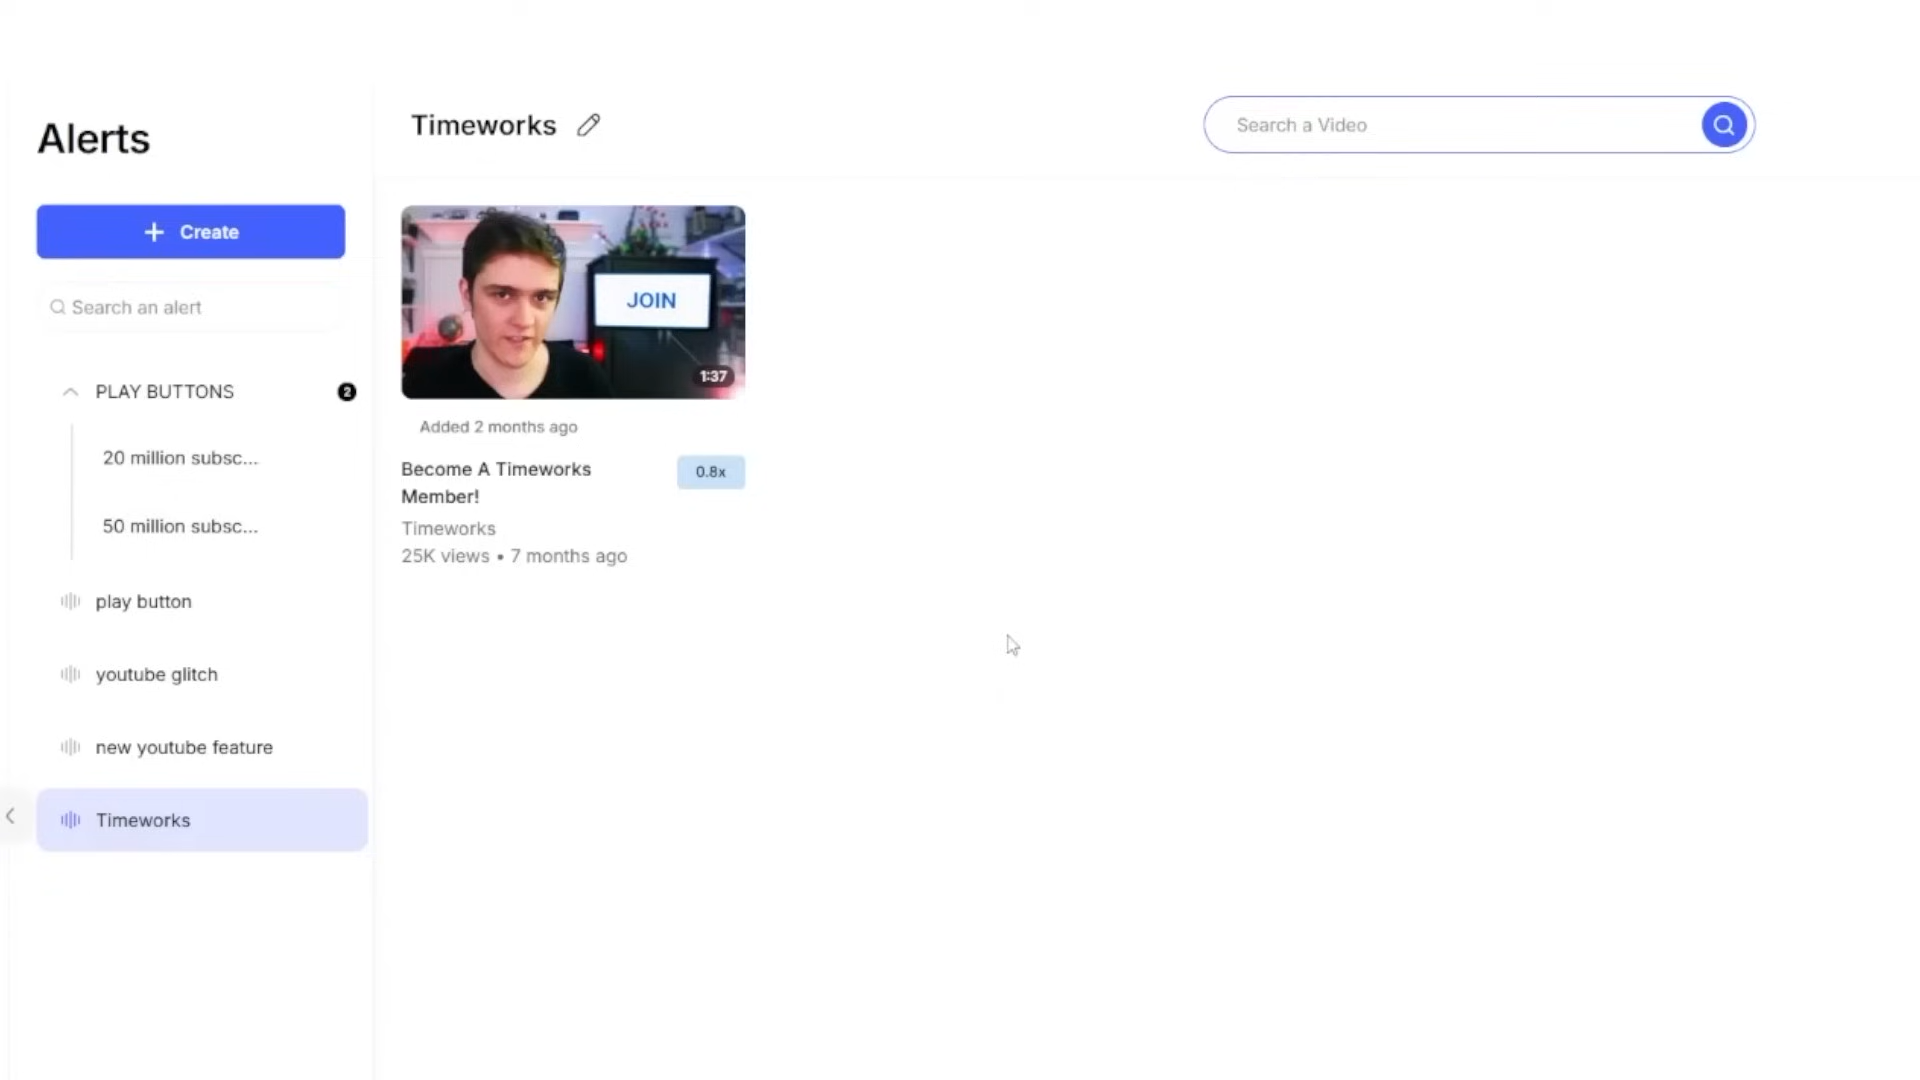 Alerts
Create
Search an alert
PLAY BUTTONS
2
20 million subsc...
50 million subsc...
play button
youtube glitch
new youtube feature
Timeworks
Timeworks
Search a Video
JOIN
1:37
Added 2 months ago
Become A Timeworks
Member!
0.8x
Timeworks
25K views • 7 months ago